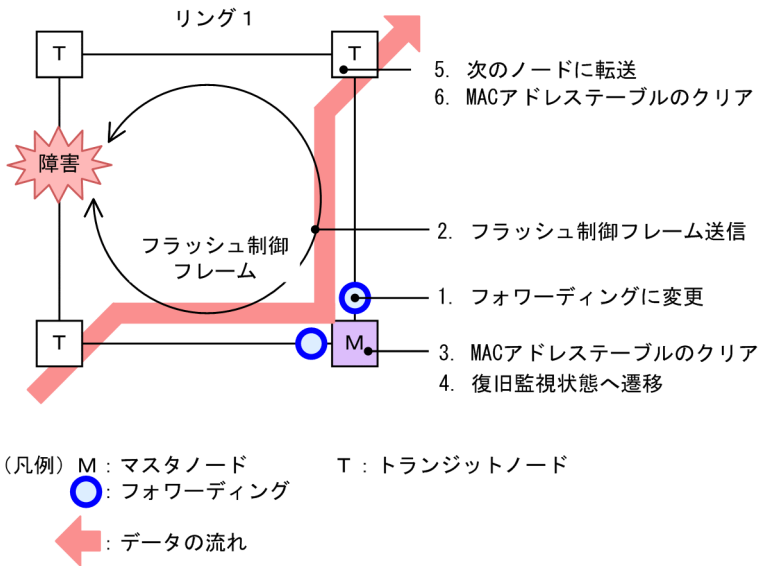 リング1
T
T
5. 次のノードに転送
6. MACアドレステーブルのクリア
障害
2. フラッシュ制御フレーム送信
フラッシュ制御
フレーム
1. フォワーディングに変更
T
M
3. MACアドレステーブルのクリア
4. 復旧監視状態へ遷移
(凡例) M : マスタノード T : トランジットノード
: フォワーディング
: データの流れ